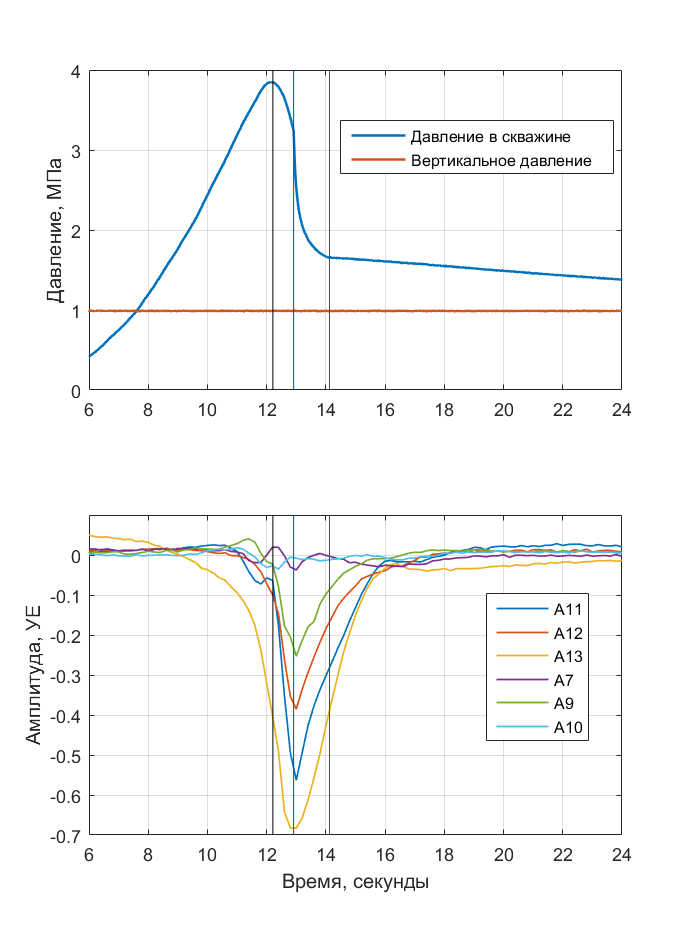 4
3
2
1
0
Давление, МПа
Давление в скважине
Вертикальное давление
6 8 10 12 14 16 18 20 22 24
0
-0.1
-0.2
-0.3
-0.4
-0.5
-0.6
-0.7
Амплитуда, УЕ
A11
A12
A13
A7
A9
A10
6 8 10 12 14 16 18 20 22 24
Время, секунды